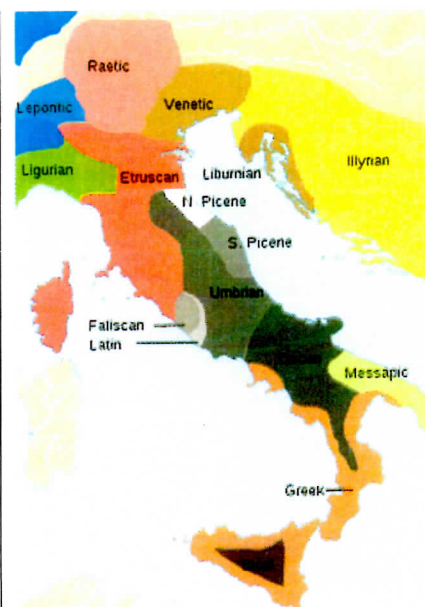 Raetic
Lepontic
Venetic
Ligurian
Etruscan
Liburnian
Illyrian
N. Picene
S. Picene
Umbrian
Faliscan
Latin
Messapic
Greek